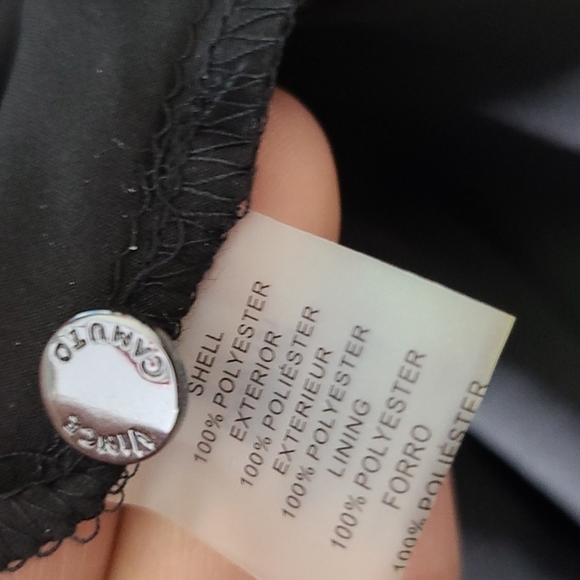 VINCE CAMUTO
SHELL
100% POLYESTER
EXTERIOR
100% POLIÉSTER
EXTERIEUR
100% POLYESTER
LINING
100% POLYESTER
FORRO
100% POLIÉSTER